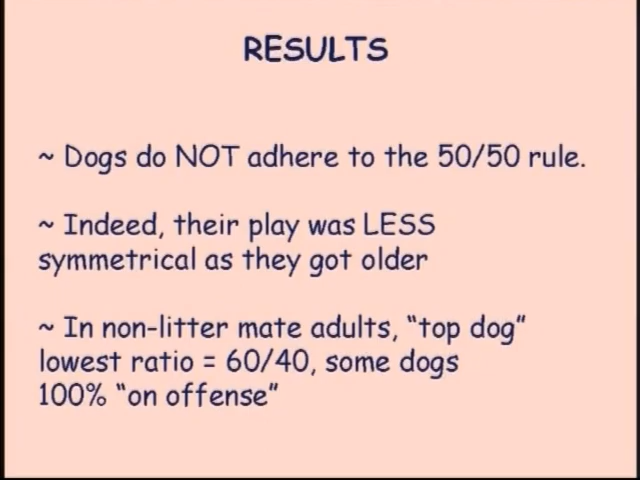 RESULTS
~ Dogs do NOT adhere to the 50/50 rule.
~ Indeed, their play was LESS
symmetrical as they got older
~ In non-litter mate adults, “top dog”
lowest ratio = 60/40, some dogs
100% “on offense”